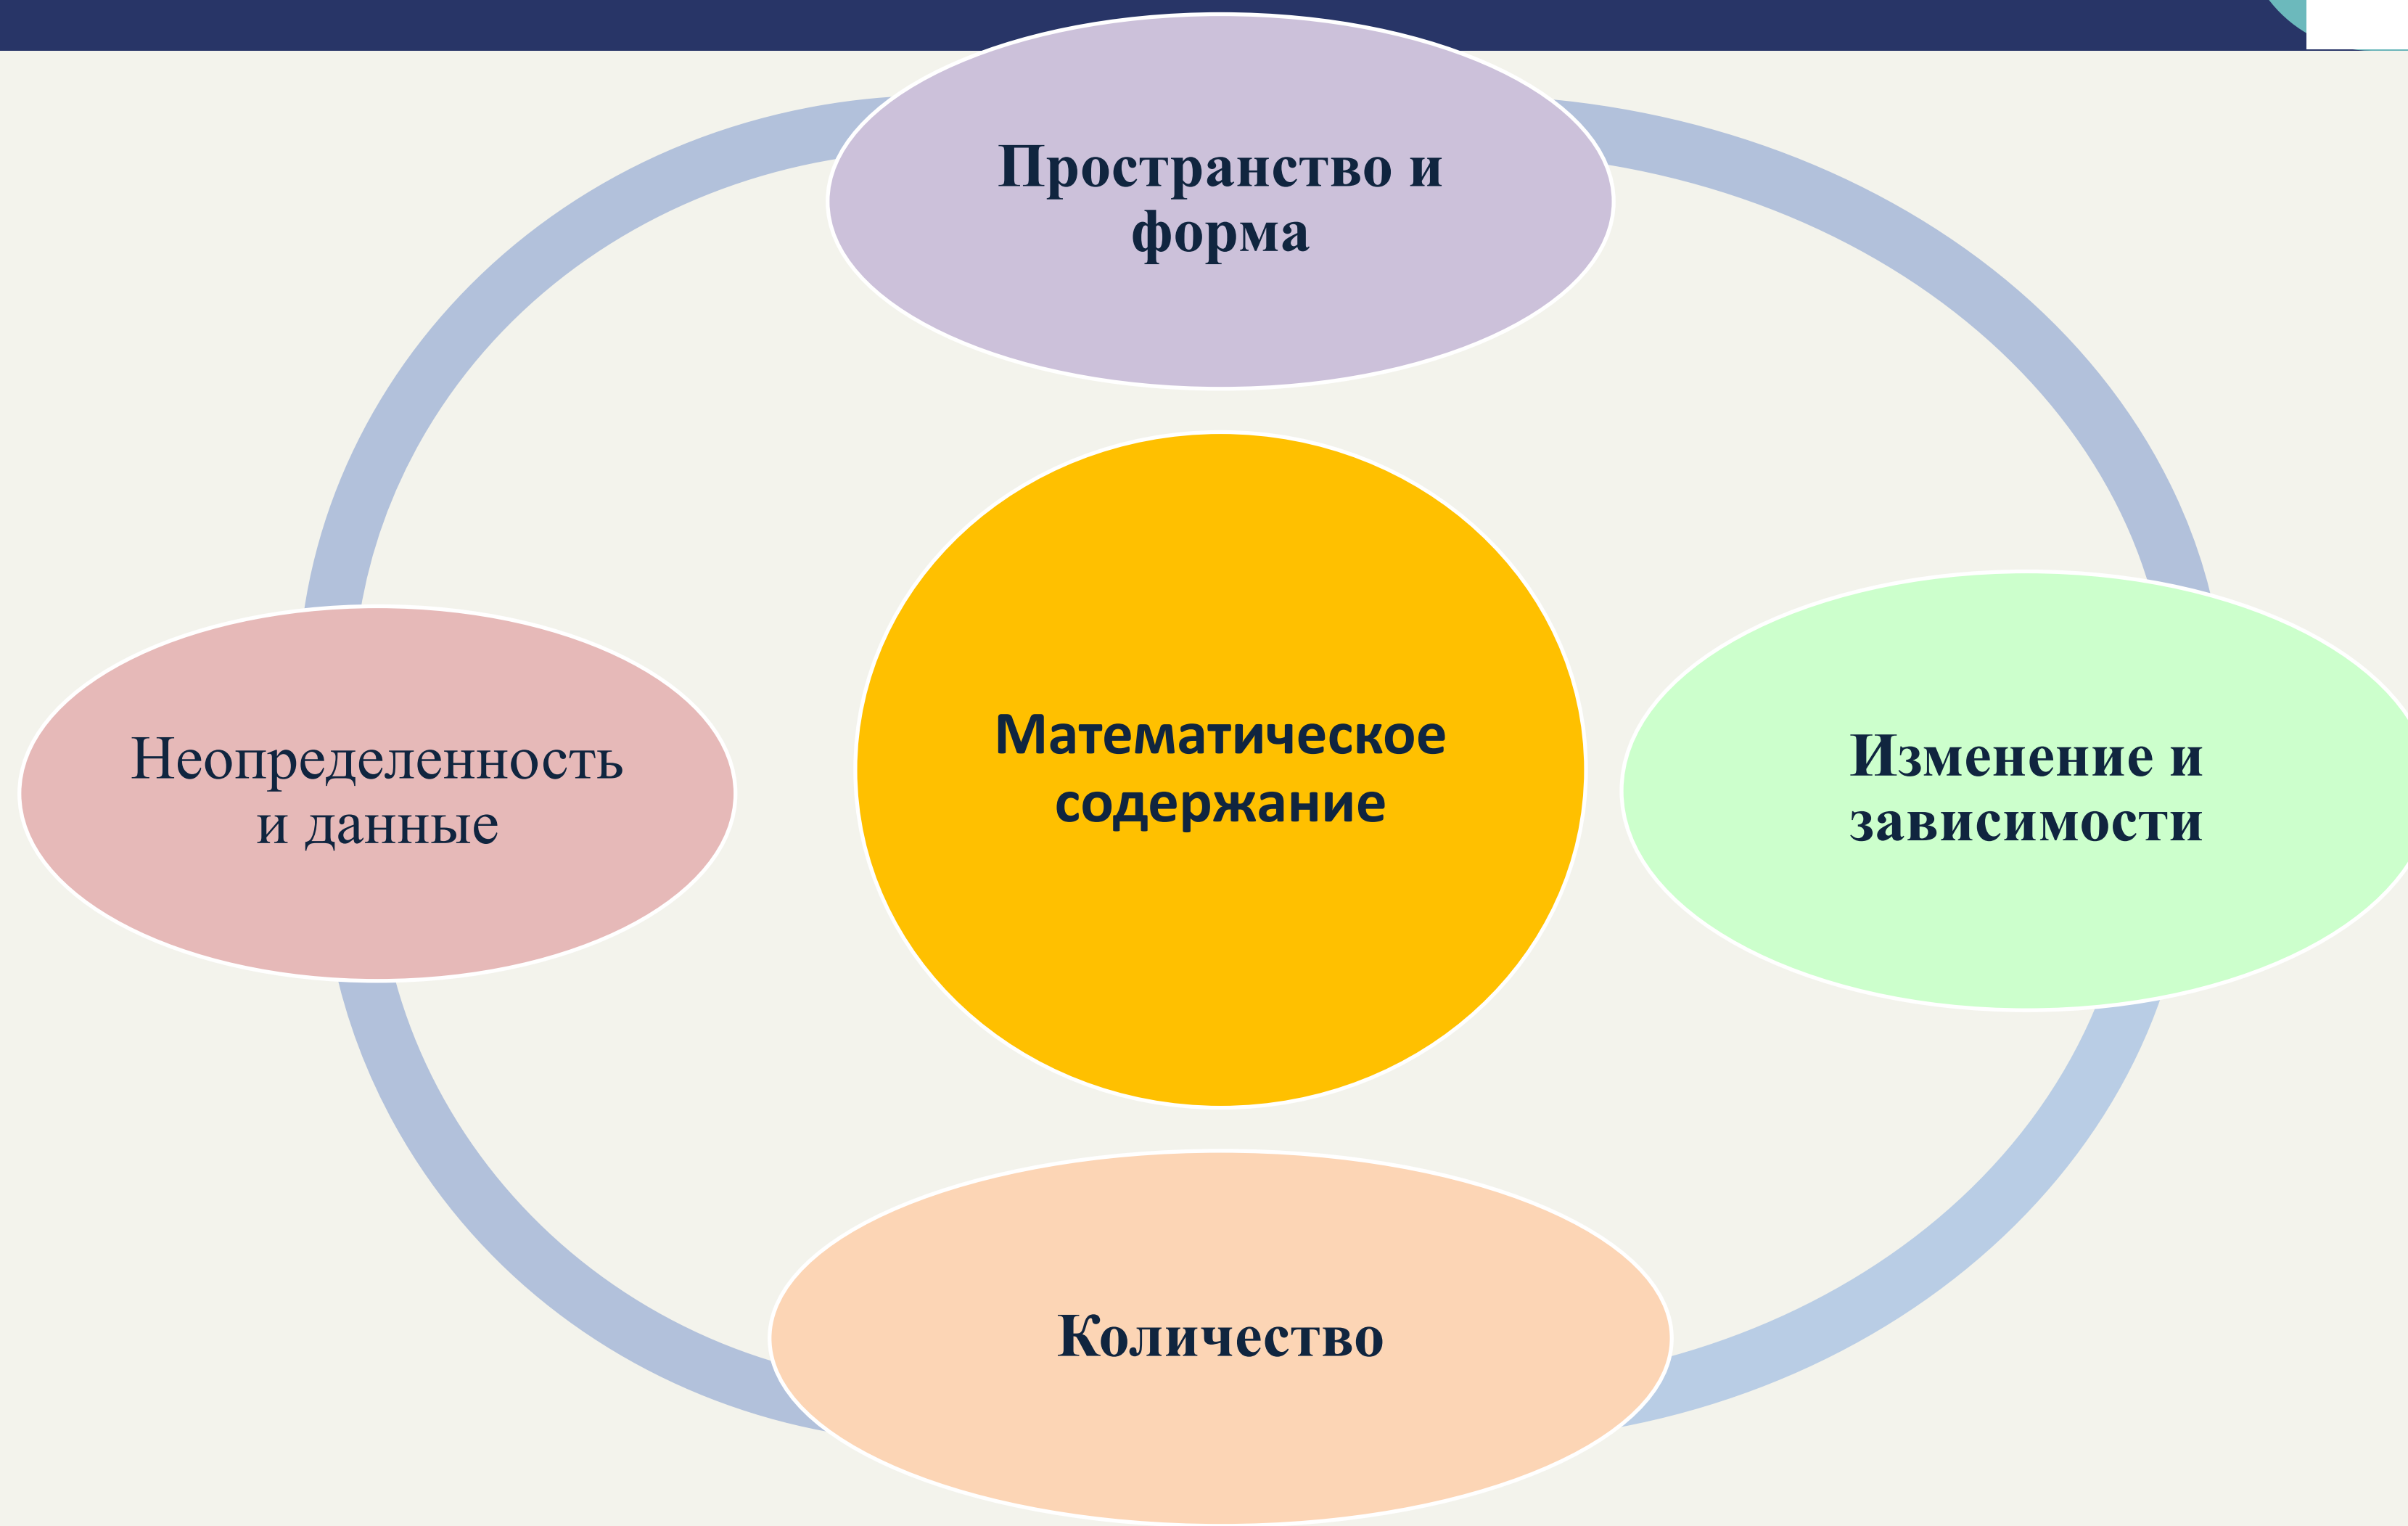 Пространство и
форма
Неопределенность
и данные
Математическое
содержание
Изменение и
зависимости
Количество